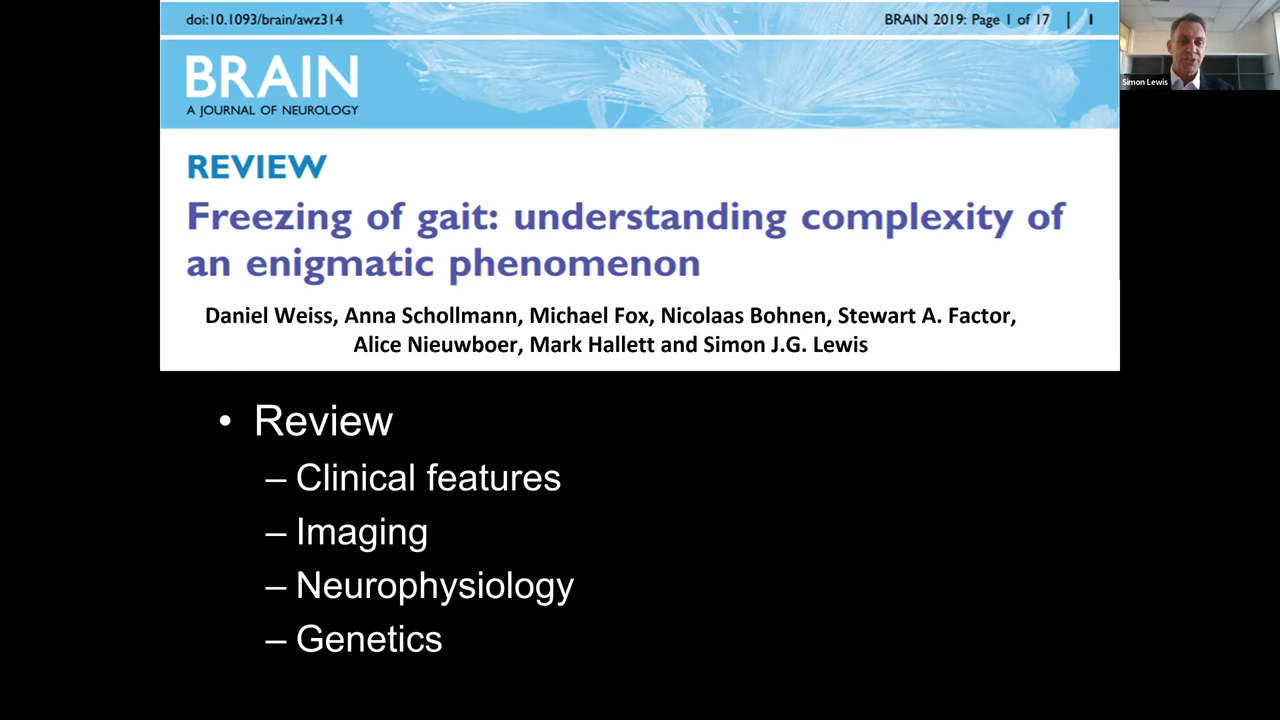 doi:10.1093/brain/awz314
BRAIN 2019: Page 1 of 17 | 1
Simon Lewis
BRAIN
A JOURNAL OF NEUROLOGY
REVIEW
Freezing of gait: understanding complexity of
an enigmatic phenomenon
Daniel Weiss, Anna Schollmann, Michael Fox, Nicolaas Bohnen, Stewart A. Factor,
Alice Nieuwboer, Mark Hallett and Simon J.G. Lewis
• Review
– Clinical features
– Imaging
– Neurophysiology
– Genetics